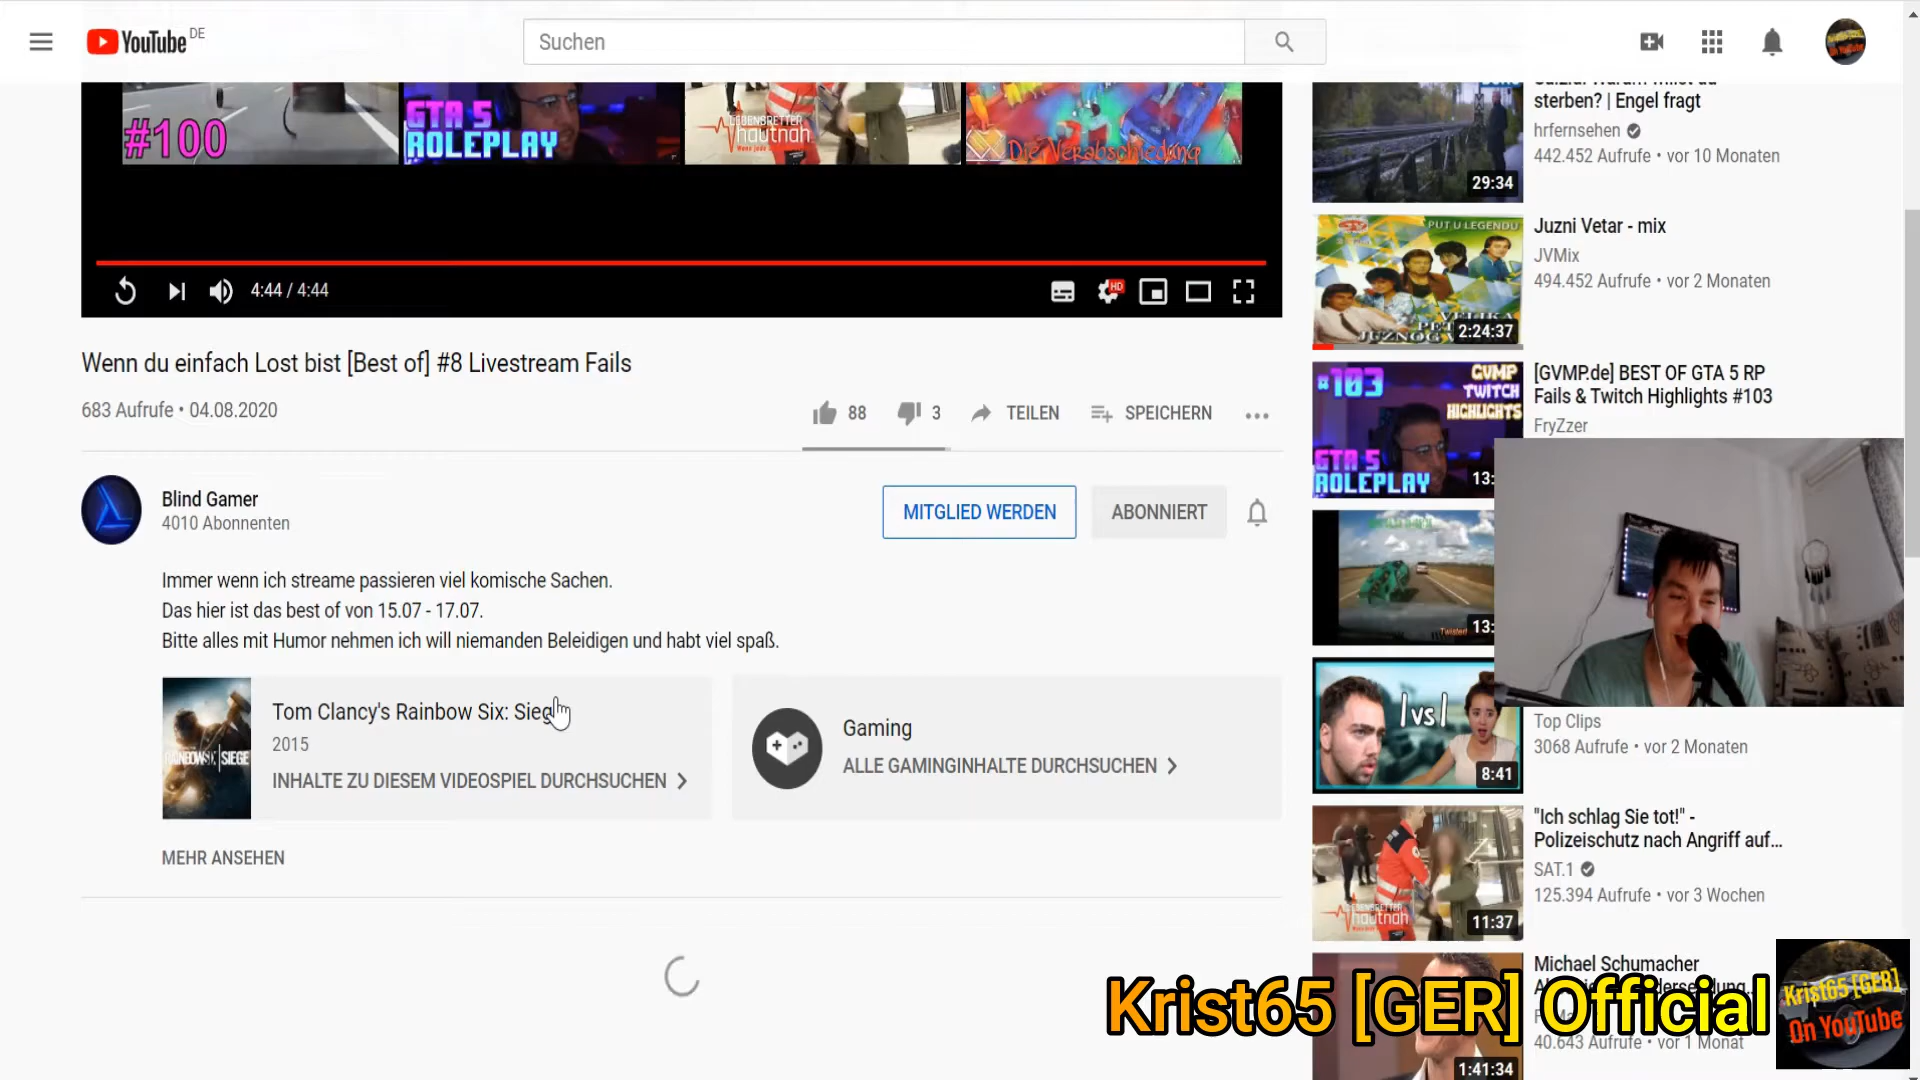 YouTube DE
Suchen
#100
GTA 5
ROLEPLAY
LEBENSRETTER
hautnah
Die Verabschiedung
4:44 / 4:44
HD
Wenn du einfach Lost bist [Best of] #8 Livestream Fails
683 Aufrufe • 04.08.2020
88
3
TEILEN
SPEICHERN
Blind Gamer
4010 Abonnenten
MITGLIED WERDEN
ABONNIERT
Immer wenn ich streame passieren viel komische Sachen.
Das hier ist das best of von 15.07 - 17.07.
Bitte alles mit Humor nehmen ich will niemanden Beleidigen und habt viel spaß.
Tom Clancy's Rainbow Six: Sieg
2015
INHALTE ZU DIESEM VIDEOSPIEL DURCHSUCHEN
Gaming
ALLE GAMINGINHALTE DURCHSUCHEN
MEHR ANSEHEN
sterben? | Engel fragt
hrfernsehen
442.452 Aufrufe • vor 10 Monaten
29:34
PUT U LEGENDU
2:24:37
Juzni Vetar - mix
JVMix
494.452 Aufrufe • vor 2 Monaten
#103
GVMP
TWITCH
HIGHLIGHTS
GTA 5
ROLEPLAY
13:
[GVMP.de] BEST OF GTA 5 RP
Fails & Twitch Highlights #103
FryZzer
13:
|vs|
8:41
Top Clips
3068 Aufrufe • vor 2 Monaten
hautnah
11:37
"Ich schlag Sie tot!" -
Polizeischutz nach Angriff auf...
SAT.1
125.394 Aufrufe • vor 3 Wochen
Michael Schumacher
40.643 Aufrufe • vor 1 Monat
1:41:34
Krist65 [GER] Official
Krist65 [GER]
On YouTube